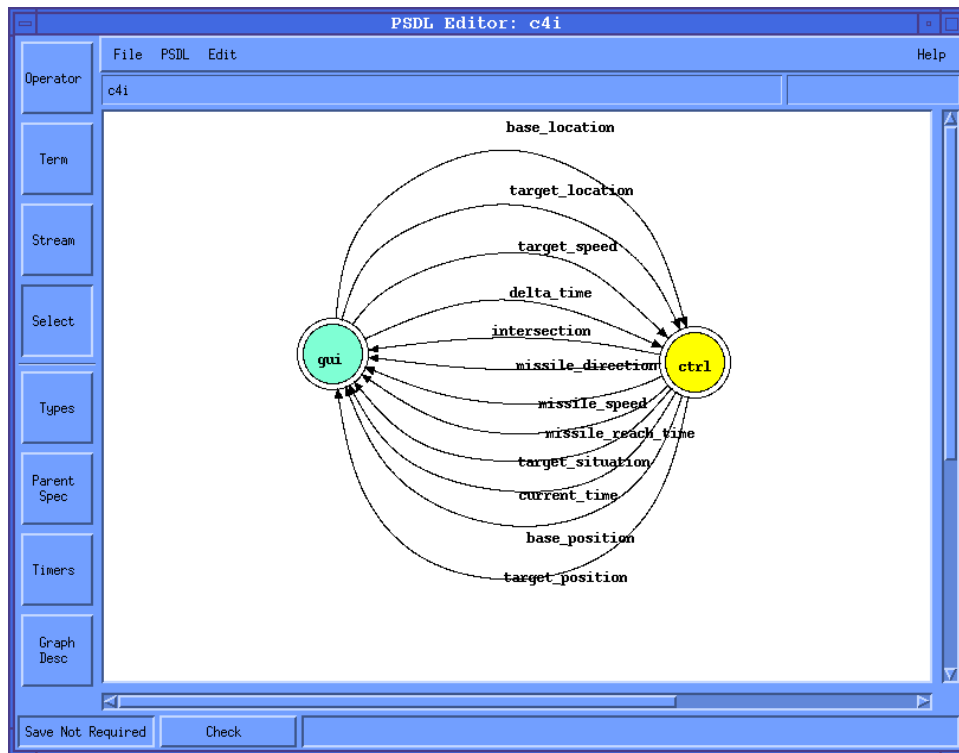 PSDL Editor: c4i
File PSDL Edit Help
c4i
Operator
Term
Stream
Select
Types
Parent
Spec
Timers
Graph
Desc
base_location
target_location
target_speed
delta_time
intersection
gui
ctrl
missile_direction
missile_speed
missile_reach_time
target_situation
current_time
base_position
target_position
Save Not Required Check